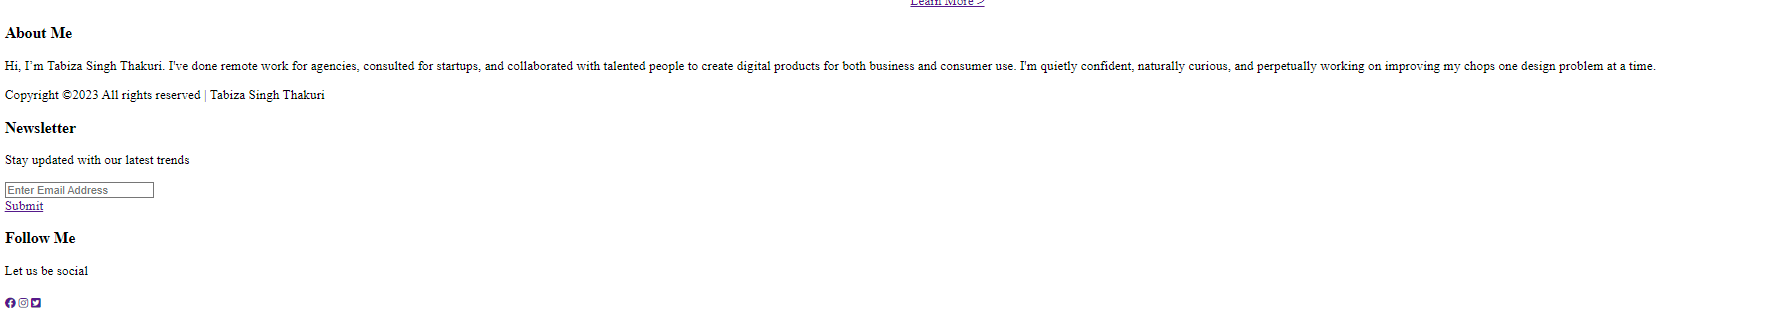 Learn More >
About Me
Hi, I’m Tabiza Singh Thakuri. I've done remote work for agencies, consulted for startups, and collaborated with talented people to create digital products for both business and consumer use. I'm quietly confident, naturally curious, and perpetually working on improving my chops one design problem at a time.
Copyright ©2023 All rights reserved | Tabiza Singh Thakuri
Newsletter
Stay updated with our latest trends
Enter Email Address
Submit
Follow Me
Let us be social